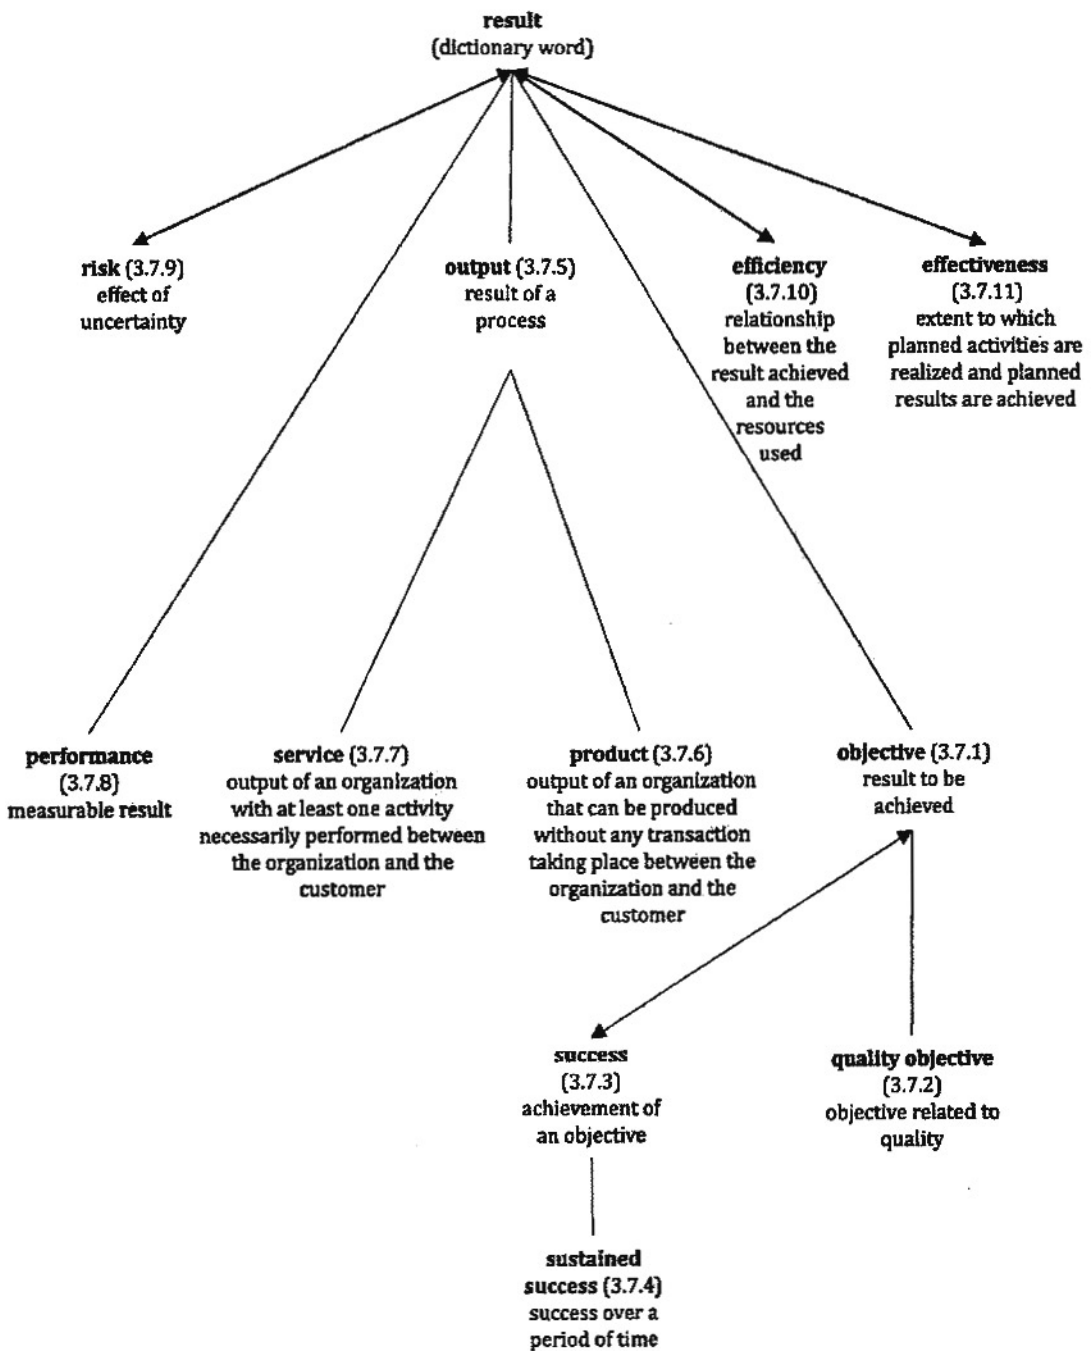 result
(dictionary word)
risk (3.7.9)
effect of
uncertainty
output (3.7.5)
result of a
process
efficiency
(3.7.10)
relationship
between the
result achieved
and the
resources
used
effectiveness
(3.7.11)
extent to which
planned activities are
realized and planned
results are achieved
performance
(3.7.8)
measurable result
service (3.7.7)
output of an organization
with at least one activity
necessarily performed between
the organization and the
customer
product (3.7.6)
output of an organization
that can be produced
without any transaction
taking place between the
organization and the
customer
objective (3.7.1)
result to be
achieved
success
(3.7.3)
achievement of
an objective
quality objective
(3.7.2)
objective related to
quality
sustained
success (3.7.4)
success over a
period of time